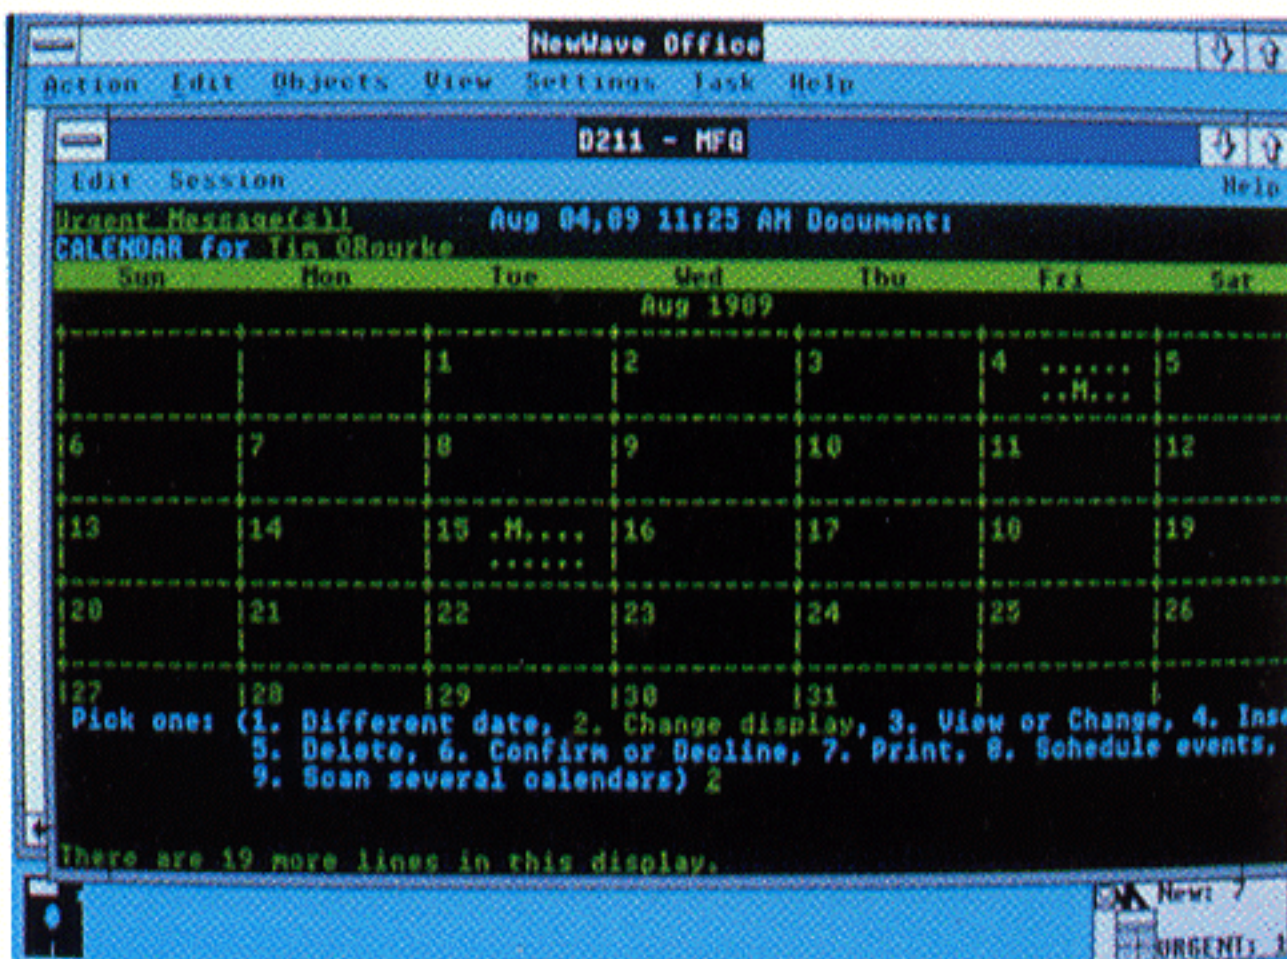 NewWave Office
Action Edit Objects View Settings Task Help
D211 - MFG
Edit Session Help
Urgent Message(s)! Aug 04,89 11:25 AM Document:
CALENDAR for Tim ORourke
Sun Mon Tue Wed Thu Fri Sat
Aug 1989
1 2 3 4 ...... 5
..M...
6 7 8 9 10 11 12
13 14 15 .M.... 16 17 18 19
......
20 21 22 23 24 25 26
27 28 29 30 31
Pick one: (1. Different date, 2. Change display, 3. View or Change, 4. Ins
5. Delete, 6. Confirm or Decline, 7. Print, 8. Schedule events,
9. Scan several calendars) 2
There are 19 more lines in this display.
New: 7
URGENT: 1